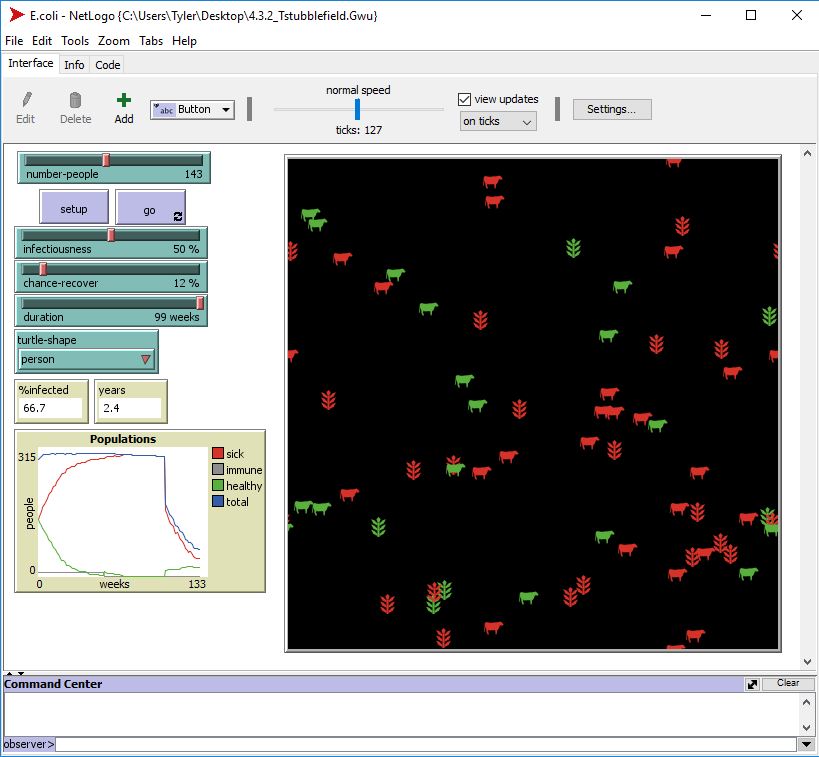 E.coli - NetLogo {C:\Users\Tyler\Desktop\4.3.2_Tstubblefield.Gwu}
File Edit Tools Zoom Tabs Help
Interface Info Code
Edit Delete Add abc Button
normal speed
ticks: 127
view updates
on ticks
Settings...
number-people 143
setup go
infectiousness 50 %
chance-recover 12 %
duration 99 weeks
turtle-shape
person
%infected
66.7
years
2.4
Populations
315
people
0
0 weeks 133
sick
immune
healthy
total
Command Center Clear
observer>